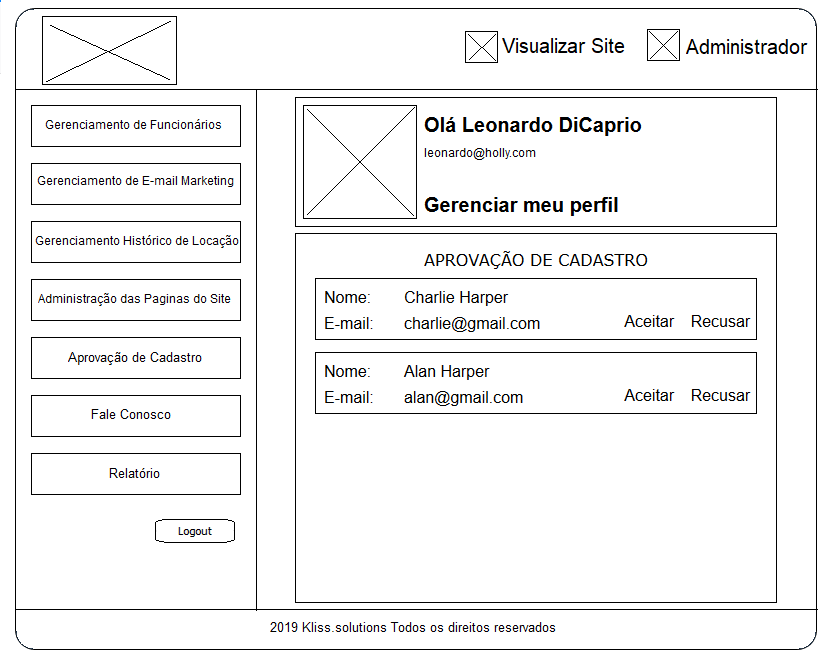 Visualizar Site
Administrador
Gerenciamento de Funcionários
Gerenciamento de E-mail Marketing
Gerenciamento Histórico de Locação
Administração das Paginas do Site
Aprovação de Cadastro
Fale Conosco
Relatório
Logout
Olá Leonardo DiCaprio
leonardo@holly.com
Gerenciar meu perfil
APROVAÇÃO DE CADASTRO
Nome: Charlie Harper
E-mail: charlie@gmail.com Aceitar Recusar
Nome: Alan Harper
E-mail: alan@gmail.com Aceitar Recusar
2019 Kliss.solutions Todos os direitos reservados